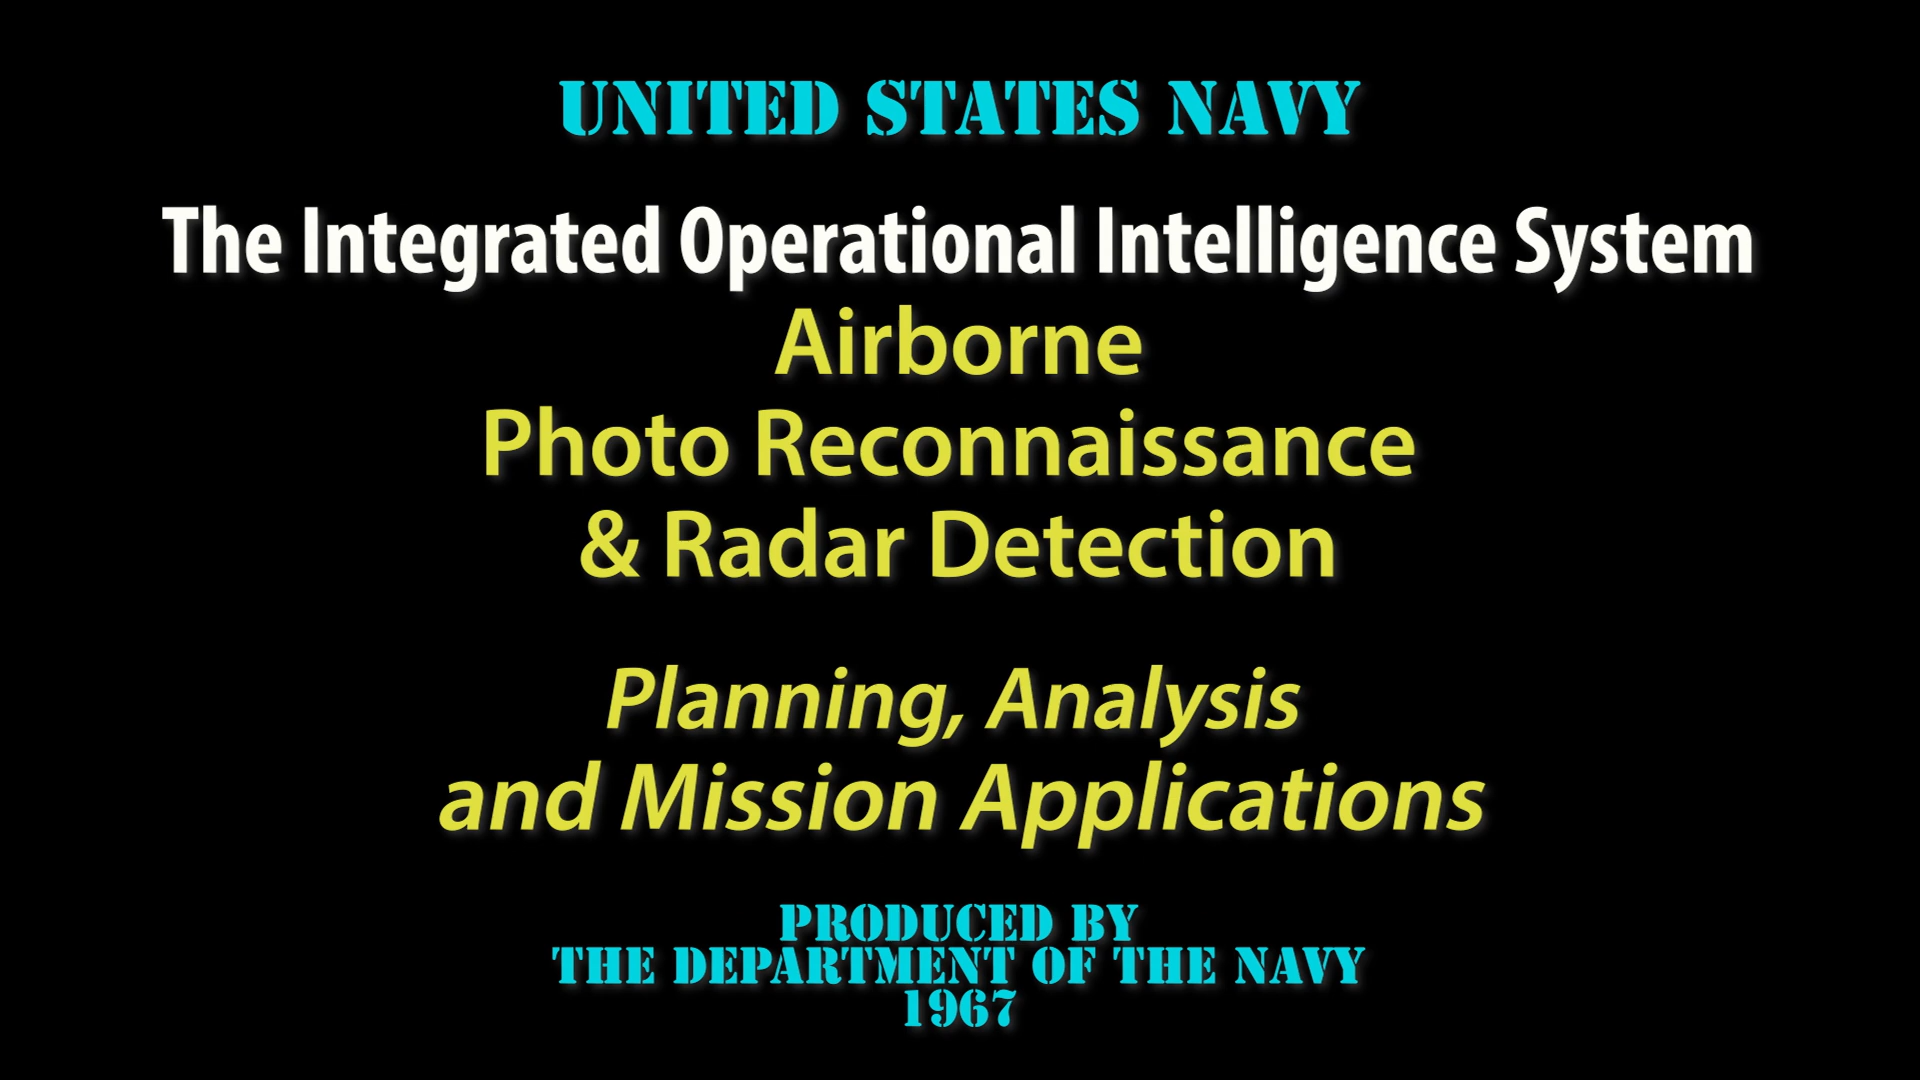 UNITED STATES NAVY
The Integrated Operational Intelligence System
Airborne
Photo Reconnaissance
& Radar Detection
Planning, Analysis
and Mission Applications
PRODUCED BY
THE DEPARTMENT OF THE NAVY
1967